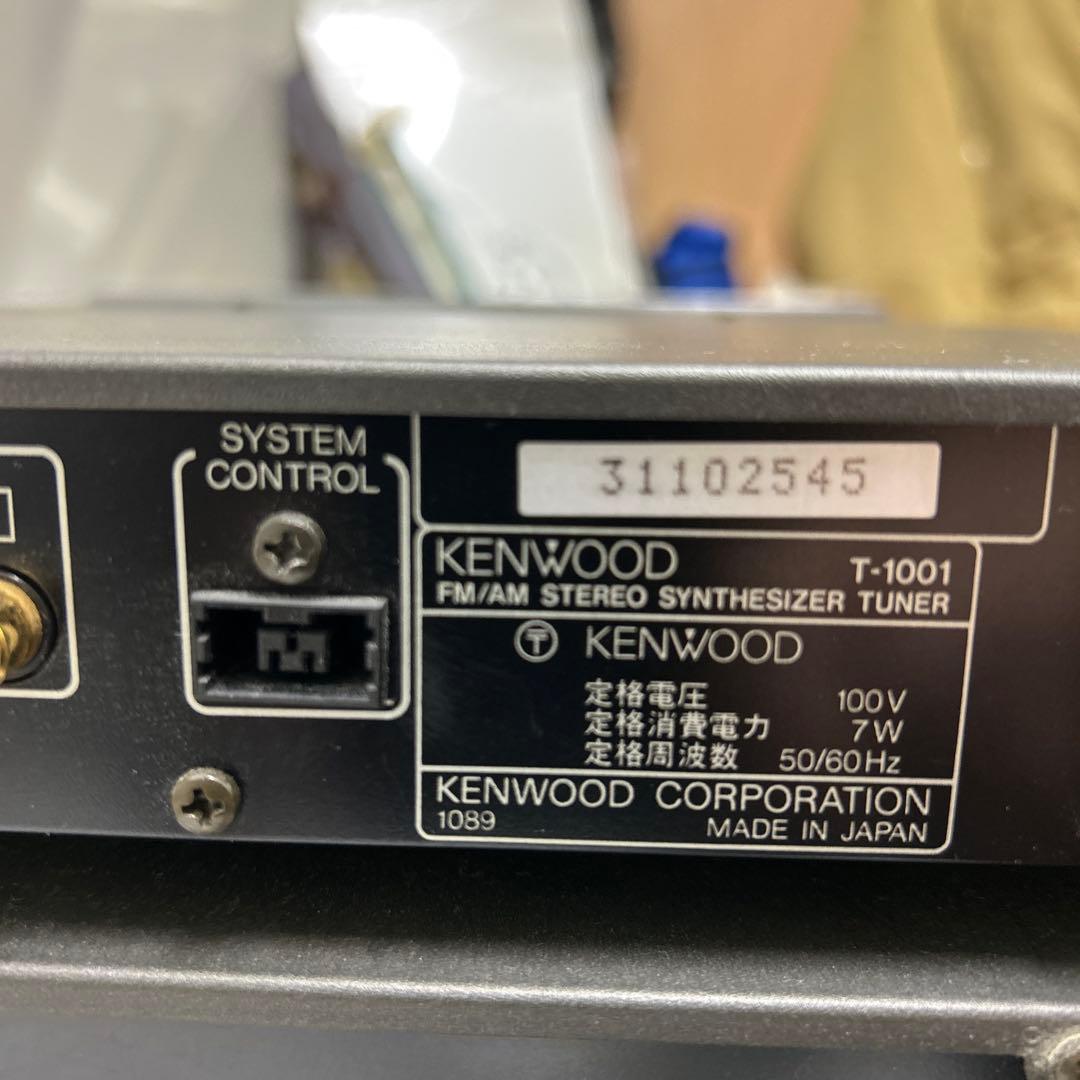 SYSTEM
CONTROL
31102545
KENWOOD T-1001
FM/AM STEREO SYNTHESIZER TUNER
〒 KENWOOD
定格電圧 100V
定格消費電力 7W
定格周波数 50/60Hz
KENWOOD CORPORATION
1089 MADE IN JAPAN